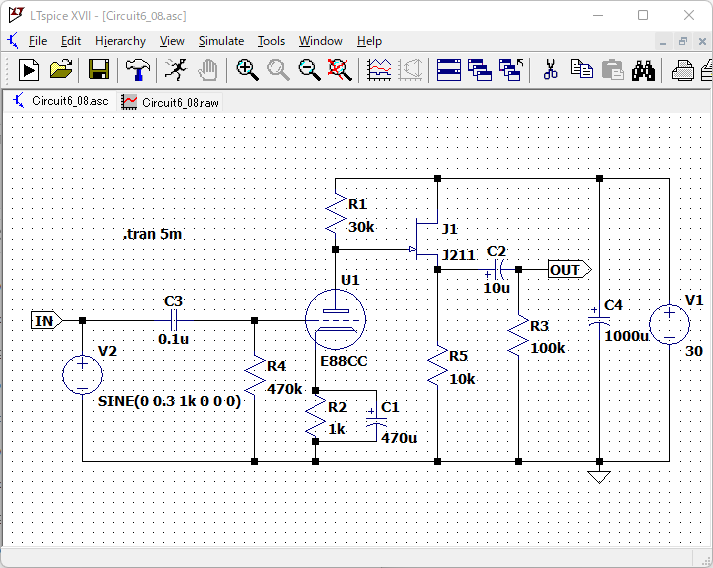 LTspice XVII - [Circuit6_08.asc]
File Edit Hierarchy View Simulate Tools Window Help
Circuit6_08.asc Circuit6_08.raw
.tran 5m
R1
30k
J1
J211
C2
10u
OUT
U1
E88CC
C3
0.1u
IN
V2
SINE(0 0.3 1k 0 0 0)
R4
470k
R2
1k
C1
470u
R5
10k
R3
100k
C4
1000u
V1
30